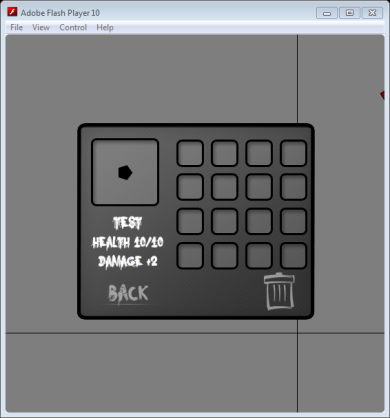 Adobe Flash Player 10
File View Control Help
TEST
HEALTH 10/10
DAMAGE +2
BACK